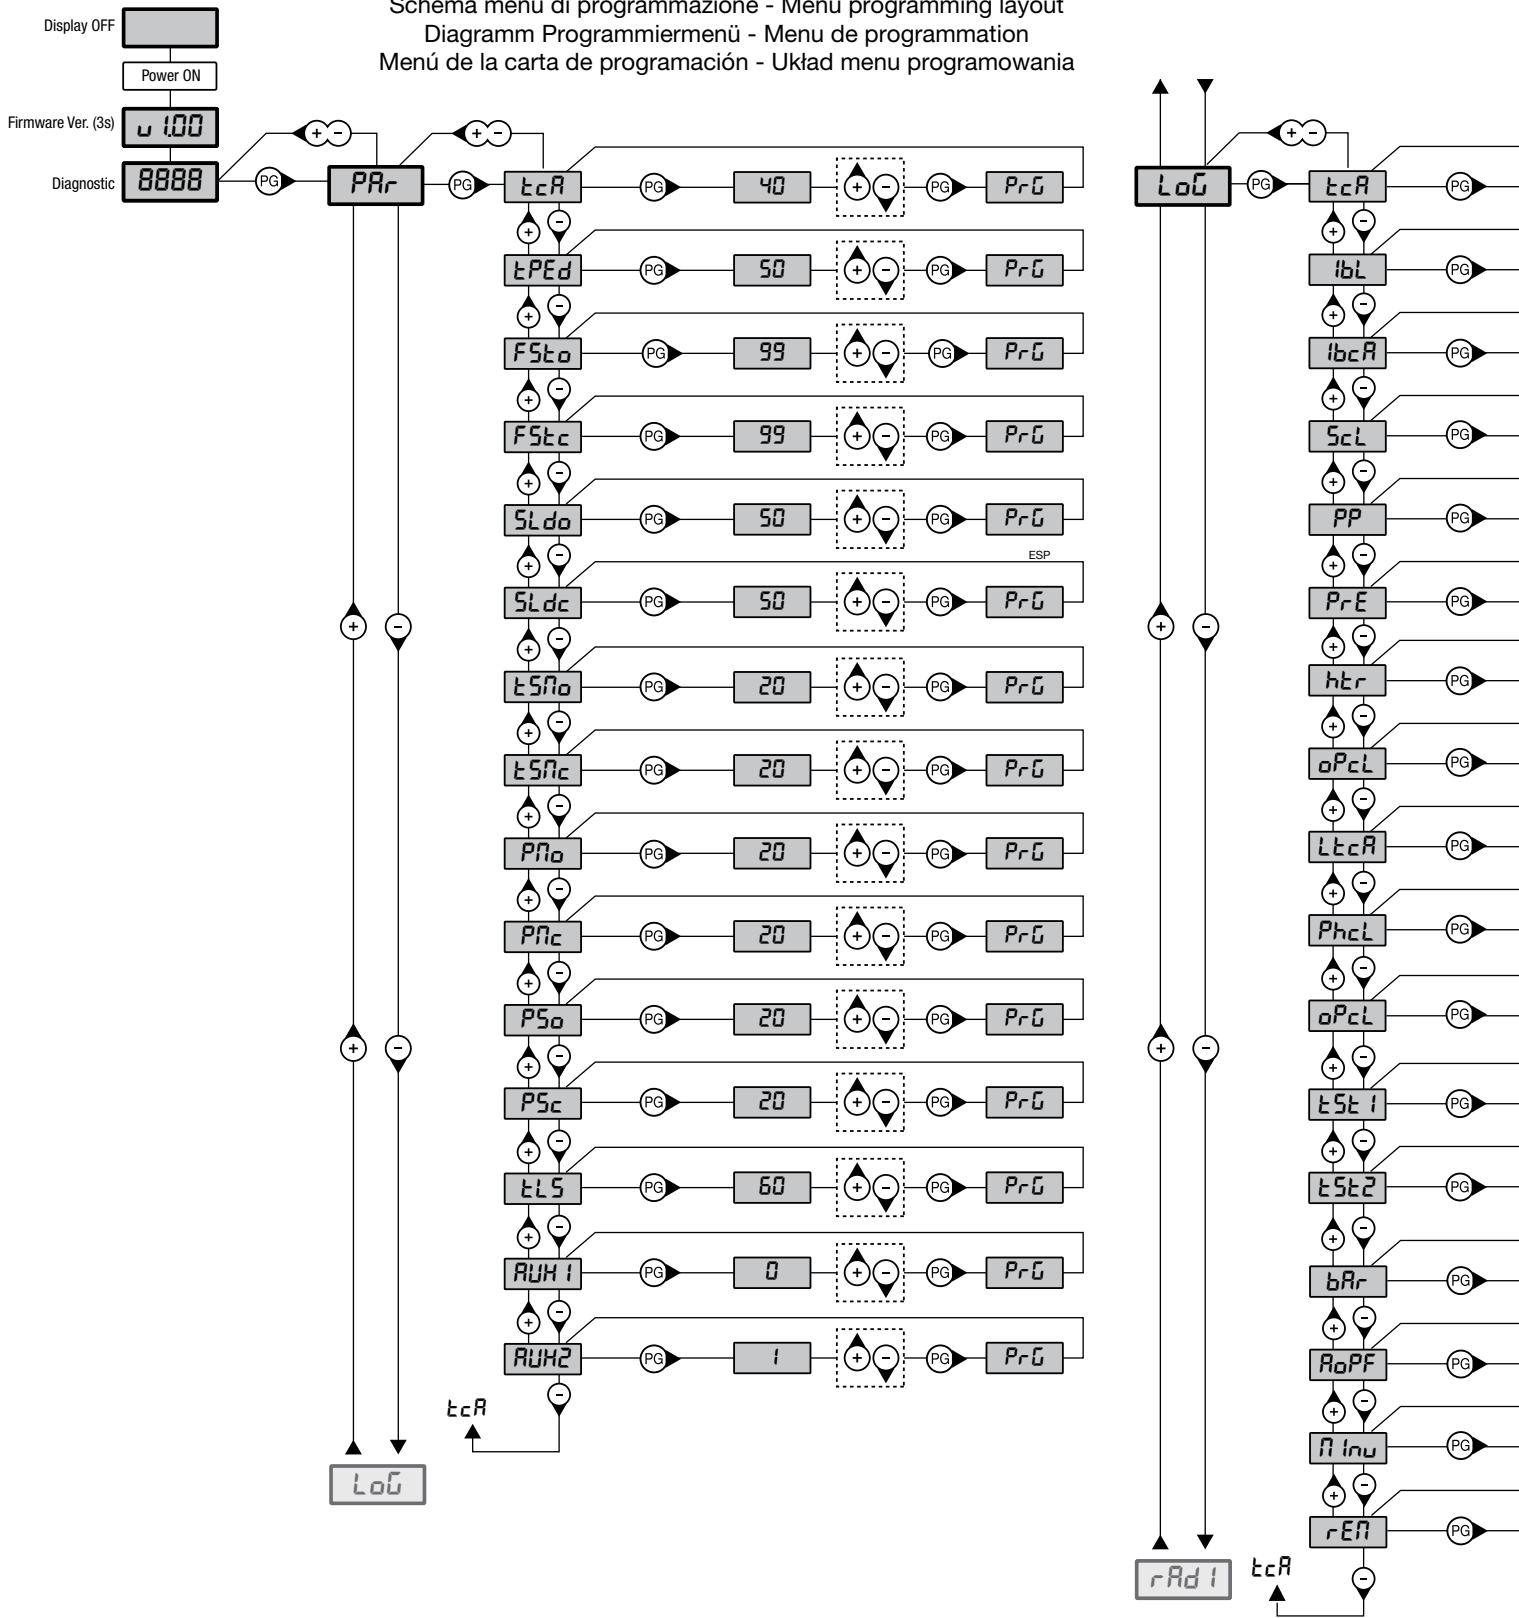 Schema menu di programmazione - Menu programming layout
Diagramm Programmiermenü - Menu de programmation
Menú de la carta de programación - Układ menu programowania
Display OFF
Power ON
Firmware Ver. (3s) v 1.00
Diagnostic 8888 PG PAr PG tcA PG 40 + - PG PrG
+ -
+ -
tPEd PG 50 + - PG PrG
+ -
FSto PG 99 + - PG PrG
+ -
FStc PG 99 + - PG PrG
+ -
SLdo PG 50 + - PG PrG
+ -
ESP
SLdc PG 50 + - PG PrG
+ -
tSMo PG 20 + - PG PrG
+ -
tSMc PG 20 + - PG PrG
+ -
PMo PG 20 + - PG PrG
+ -
PMc PG 20 + - PG PrG
+ -
PSo PG 20 + - PG PrG
+ -
PSc PG 20 + - PG PrG
+ -
tLS PG 60 + - PG PrG
+ -
AUH1 PG 0 + - PG PrG
+ -
AUH2 PG 1 + - PG PrG
-
tcA
+ -
+ -
LoG
+ -
LoG PG tcA PG
+ -
IbL PG
+ -
IbcA PG
+ -
ScL PG
+ -
PP PG
+ -
PrE PG
+ -
htr PG
+ -
oPcL PG
+ -
LtcA PG
+ -
PhcL PG
+ -
oPcL PG
+ -
tSt1 PG
+ -
tSt2 PG
+ -
bAr PG
+ -
AoPF PG
+ -
MInv PG
+ -
rEM PG
-
tcA
+ -
+ -
rAd1